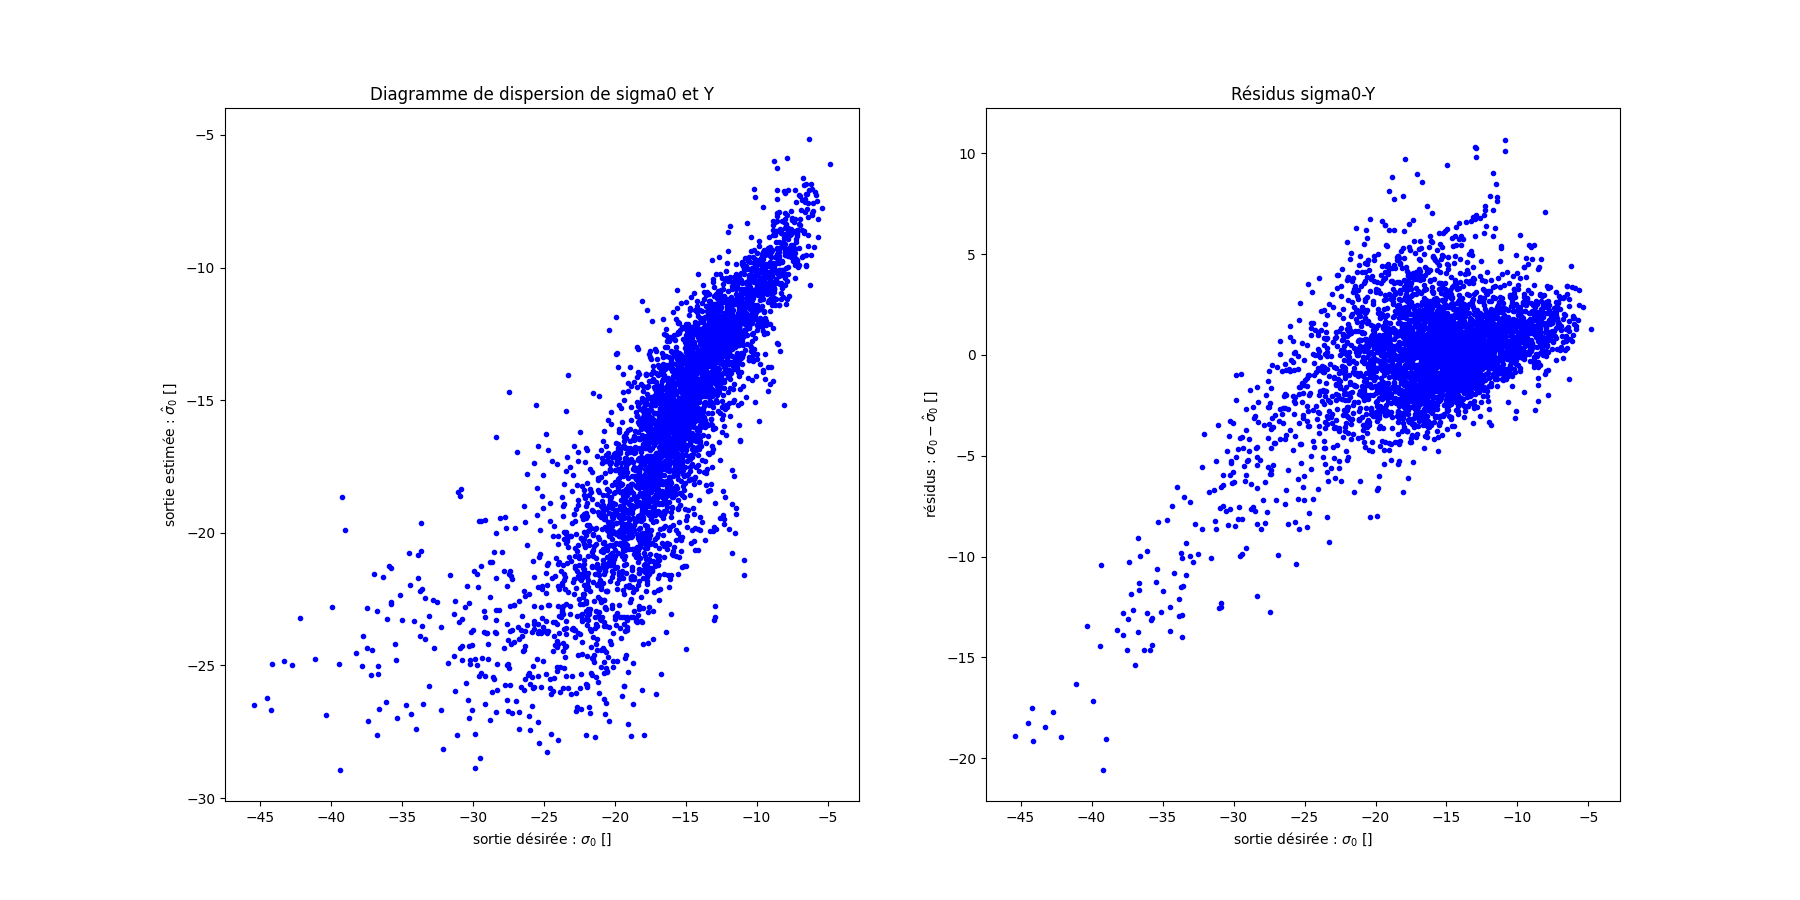 Diagramme de dispersion de sigma0 et Y
−5
−10
−15
−20
−25
−30
sortie estimée : σ̂₀ []
−45 −40 −35 −30 −25 −20 −15 −10 −5
sortie désirée : σ₀ []
Résidus sigma0-Y
10
5
0
−5
−10
−15
−20
résidus : σ₀ − σ̂₀ []
−45 −40 −35 −30 −25 −20 −15 −10 −5
sortie désirée : σ₀ []